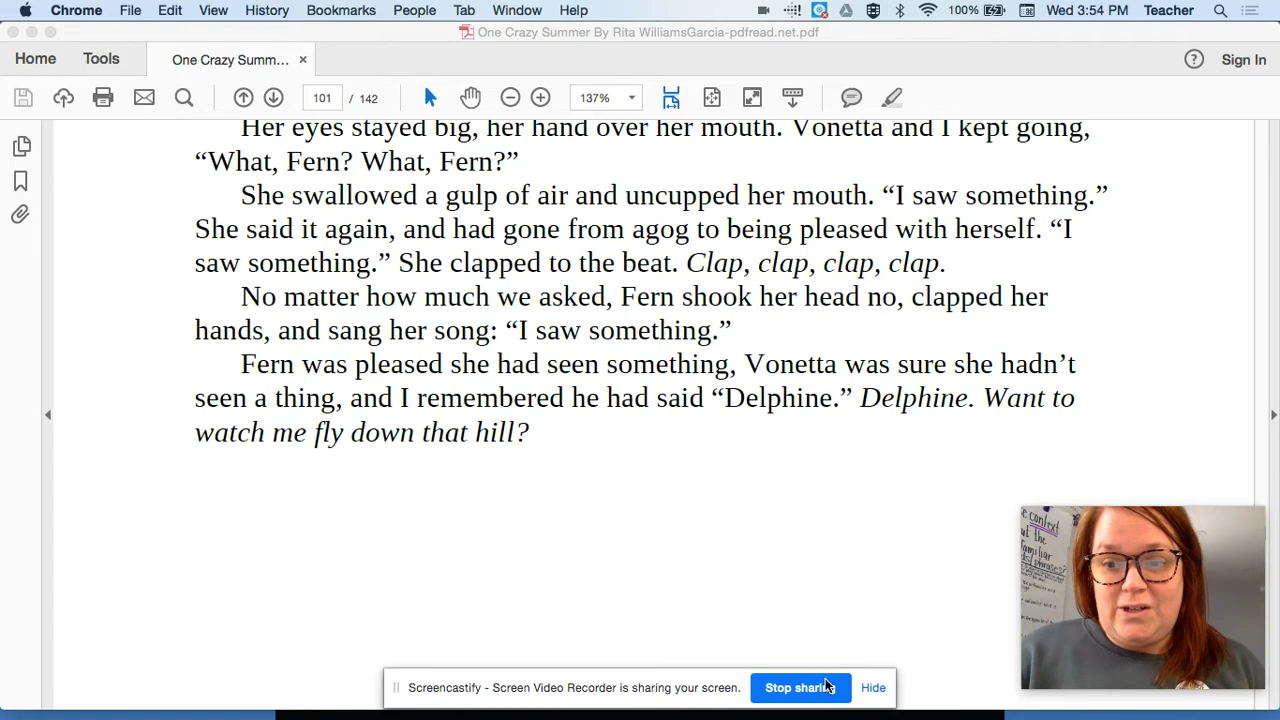 Chrome File Edit View History Bookmarks People Tab Window Help 100% Wed 3:54 PM Teacher
One Crazy Summer By Rita WilliamsGarcia-pdfread.net.pdf
Home Tools One Crazy Summ... × ? Sign In
101 / 142 137%
Her eyes stayed big, her hand over her mouth. Vonetta and I kept going,
“What, Fern? What, Fern?”
She swallowed a gulp of air and uncupped her mouth. “I saw something.”
She said it again, and had gone from agog to being pleased with herself. “I
saw something.” She clapped to the beat. Clap, clap, clap, clap.
No matter how much we asked, Fern shook her head no, clapped her
hands, and sang her song: “I saw something.”
Fern was pleased she had seen something, Vonetta was sure she hadn’t
seen a thing, and I remembered he had said “Delphine.” Delphine. Want to
watch me fly down that hill?
context
the
Screencastify - Screen Video Recorder is sharing your screen. Stop sharing Hide